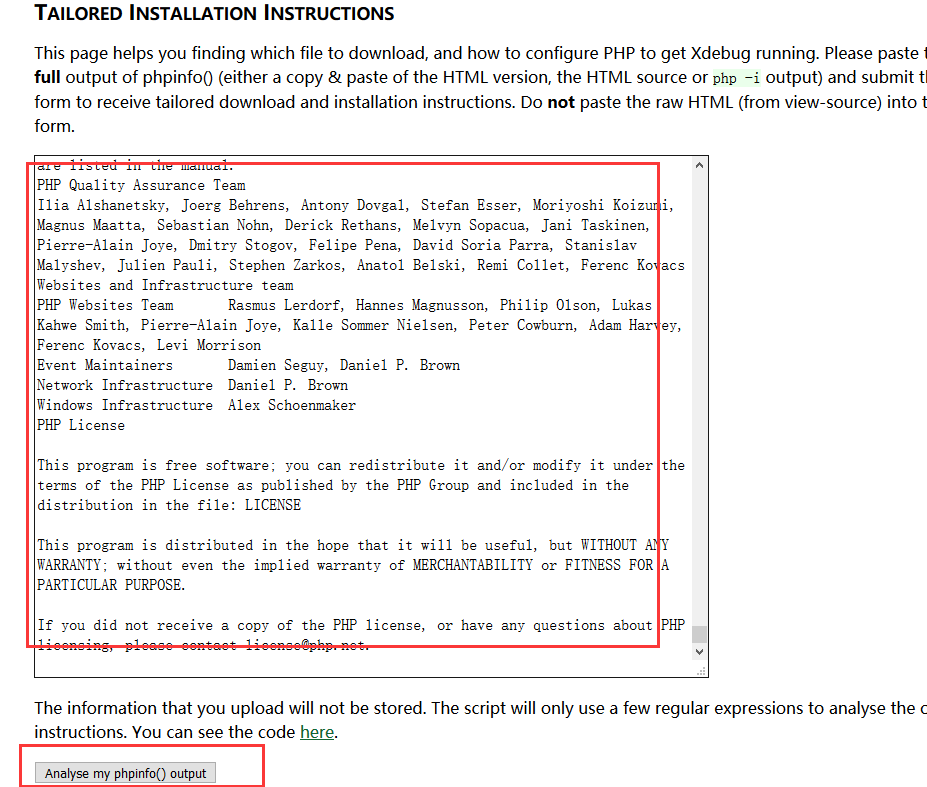 TAILORED INSTALLATION INSTRUCTIONS
This page helps you finding which file to download, and how to configure PHP to get Xdebug running. Please paste
full output of phpinfo() (either a copy & paste of the HTML version, the HTML source or php -i output) and submit
form to receive tailored download and installation instructions. Do not paste the raw HTML (from view-source) into
form.
are listed in the manual.
PHP Quality Assurance Team
Ilia Alshanetsky, Joerg Behrens, Antony Dovgal, Stefan Esser, Moriyoshi Koizumi,
Magnus Maatta, Sebastian Nohn, Derick Rethans, Melvyn Sopacua, Jani Taskinen,
Pierre-Alain Joye, Dmitry Stogov, Felipe Pena, David Soria Parra, Stanislav
Malyshev, Julien Pauli, Stephen Zarkos, Anatol Belski, Remi Collet, Ferenc Kovacs
Websites and Infrastructure team
PHP Websites Team Rasmus Lerdorf, Hannes Magnusson, Philip Olson, Lukas
Kahwe Smith, Pierre-Alain Joye, Kalle Sommer Nielsen, Peter Cowburn, Adam Harvey,
Ferenc Kovacs, Levi Morrison
Event Maintainers Damien Seguy, Daniel P. Brown
Network Infrastructure Daniel P. Brown
Windows Infrastructure Alex Schoenmaker
PHP License
This program is free software; you can redistribute it and/or modify it under the
terms of the PHP License as published by the PHP Group and included in the
distribution in the file: LICENSE
This program is distributed in the hope that it will be useful, but WITHOUT ANY
WARRANTY; without even the implied warranty of MERCHANTABILITY or FITNESS FOR A
PARTICULAR PURPOSE.
If you did not receive a copy of the PHP license, or have any questions about PHP
licensing, please contact license@php.net.
The information that you upload will not be stored. The script will only use a few regular expressions to analyse the
instructions. You can see the code here.
Analyse my phpinfo() output